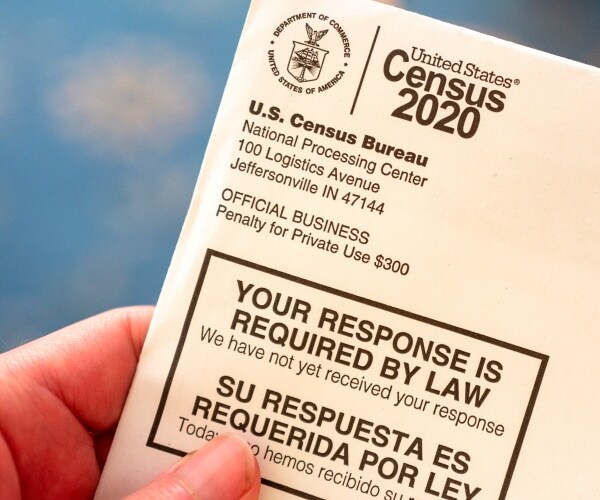 DEPARTMENT OF COMMERCE
UNITED STATES OF AMERICA
United States®
Census
2020
U.S. Census Bureau
National Processing Center
100 Logistics Avenue
Jeffersonville IN 47144
OFFICIAL BUSINESS
Penalty for Private Use $300
YOUR RESPONSE IS
REQUIRED BY LAW
We have not yet received your response
SU RESPUESTA ES
REQUERIDA POR LEY
hemos recibido su